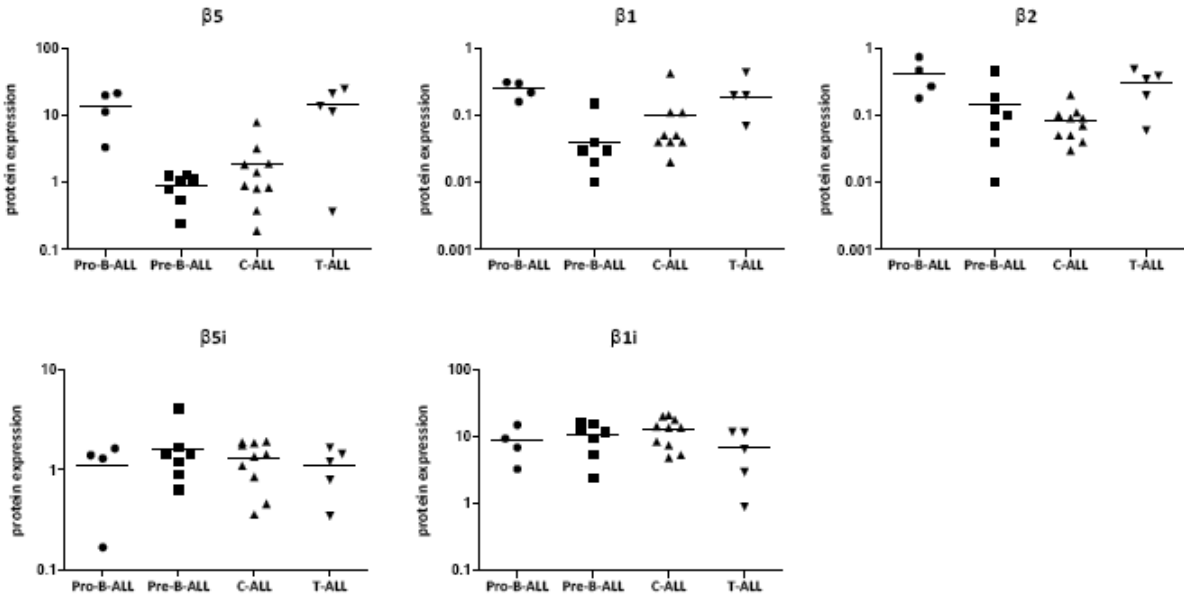 β5
protein expression
100
10
1
0.1
Pro-B-ALL Pre-B-ALL C-ALL T-ALL
β1
protein expression
1
0.1
0.01
0.001
Pro-B-ALL Pre-B-ALL C-ALL T-ALL
β2
protein expression
1
0.1
0.01
0.001
Pro-B-ALL Pre-B-ALL C-ALL T-ALL
β5i
protein expression
10
1
0.1
Pro-B-ALL Pre-B-ALL C-ALL T-ALL
β1i
protein expression
100
10
1
0.1
Pro-B-ALL Pre-B-ALL C-ALL T-ALL